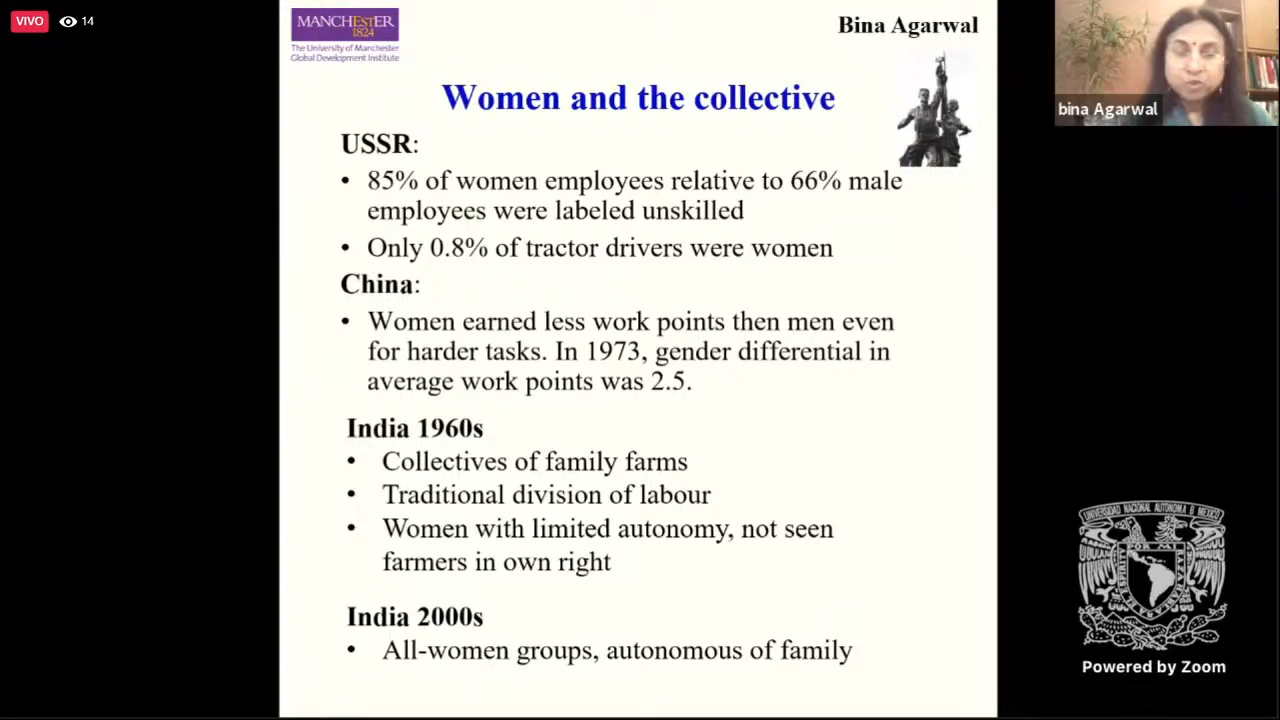 VIVO 14
MANCHESTER
1824
The University of Manchester
Global Development Institute
Bina Agarwal
bina Agarwal
Women and the collective
USSR:
• 85% of women employees relative to 66% male
employees were labeled unskilled
• Only 0.8% of tractor drivers were women
China:
• Women earned less work points then men even
for harder tasks. In 1973, gender differential in
average work points was 2.5.
India 1960s
• Collectives of family farms
• Traditional division of labour
• Women with limited autonomy, not seen
farmers in own right
India 2000s
• All-women groups, autonomous of family
UNIVERSIDAD NACIONAL AUTONOMA
POR MI
Powered by Zoom